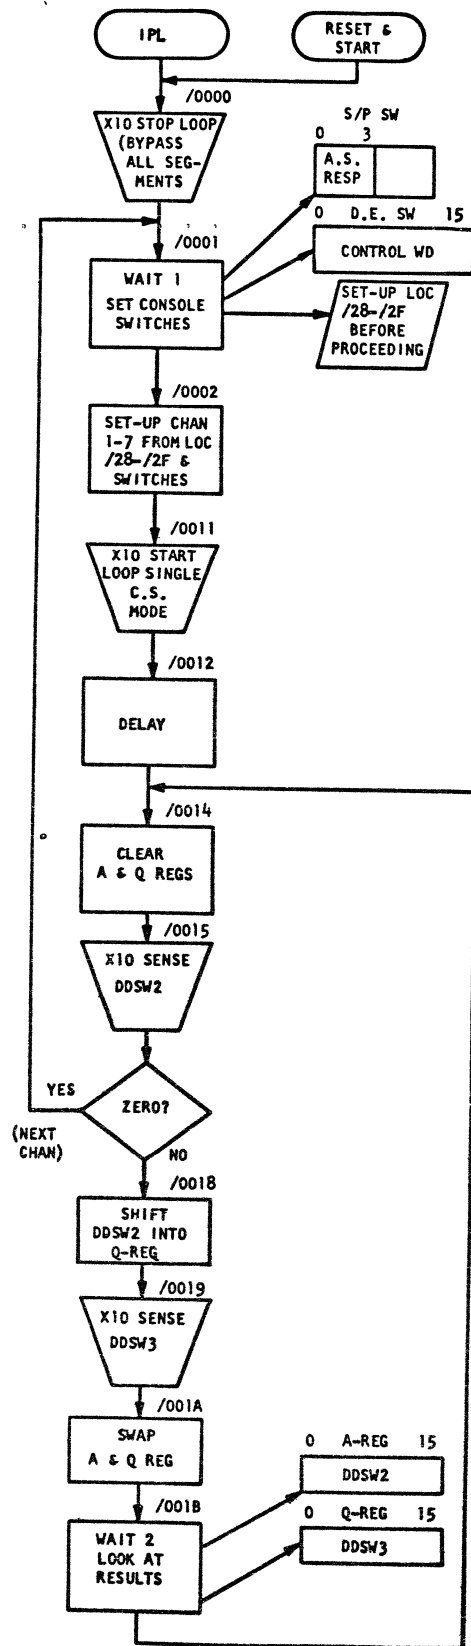 IPL
RESET &
START
/0000
XIO STOP LOOP
(BYPASS
ALL SEG-
MENTS
S/P SW
0 3
A.S.
RESP
0 D.E. SW 15
CONTROL WD
/0001
WAIT 1
SET CONSOLE
SWITCHES
SET-UP LOC
/28-/2F
BEFORE
PROCEEDING
/0002
SET-UP CHAN
1-7 FROM LOC
/28-/2F &
SWITCHES
/0011
XIO START
LOOP SINGLE
C.S.
MODE
/0012
DELAY
/0014
CLEAR
A & Q REGS
/0015
XIO SENSE
DDSW2
ZERO?
YES
(NEXT
CHAN)
NO
/0018
SHIFT
DDSW2 INTO
Q-REG
/0019
XIO SENSE
DDSW3
/001A
SWAP
A & Q REG
/001B
WAIT 2
LOOK AT
RESULTS
0 A-REG 15
DDSW2
0 Q-REG 15
DDSW3